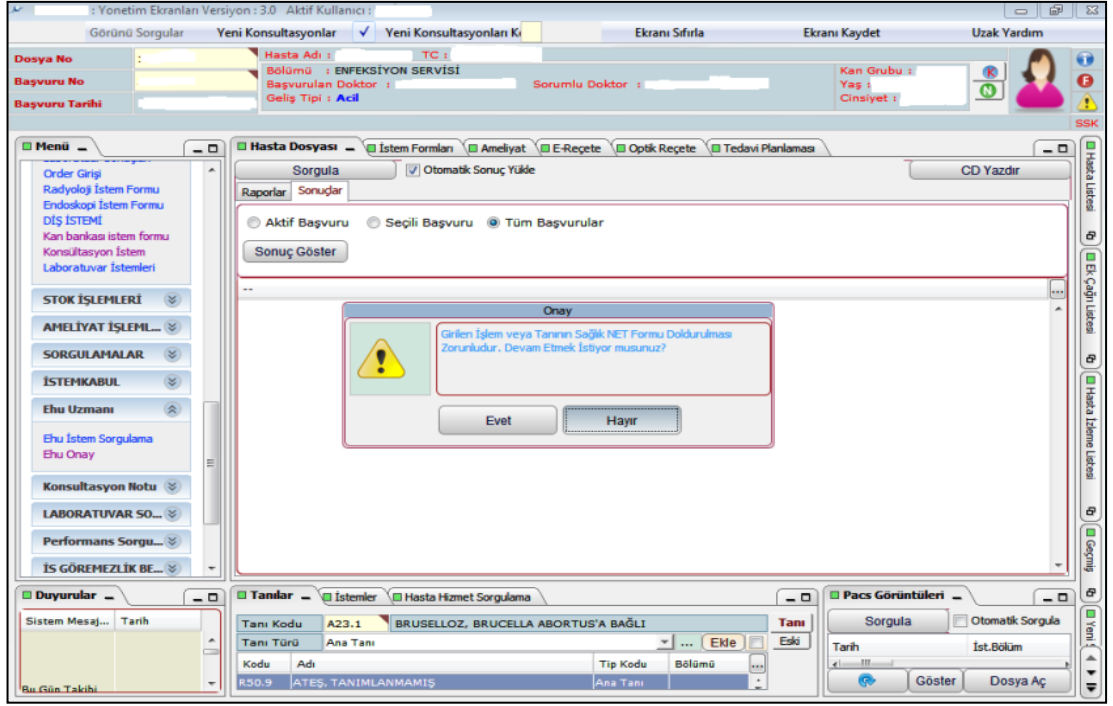 : Yonetim Ekranları Versiyon : 3.0 Aktif Kullanıcı :
Görünü Sorgular Yeni Konsultasyonlar Yeni Konsultasyonları K Ekranı Sıfırla Ekranı Kaydet Uzak Yardım
Dosya No :
Başvuru No
Başvuru Tarihi
Hasta Adı : TC :
Bölümü : ENFEKSİYON SERVİSİ
Başvurulan Doktor : Sorumlu Doktor :
Geliş Tipi : Acil
Kan Grubu :
Yaş :
Cinsiyet :
K
N
SSK
Menü
Order Girişi
Radyoloji İstem Formu
Endoskopi İstem Formu
DİŞ İSTEMİ
Kan bankası istem formu
Konsültasyon İstem
Laboratuvar İstemleri
STOK İŞLEMLERİ
AMELİYAT İŞLEML...
SORGULAMALAR
İSTEMKABUL
Ehu Uzmanı
Ehu İstem Sorgulama
Ehu Onay
Konsultasyon Notu
LABORATUVAR SO...
Performans Sorgu...
İŞ GÖREMEZLİK BE...
Hasta Dosyası İstem Formları Ameliyat E-Reçete Optik Reçete Tedavi Planlaması
Sorgula Otomatik Sonuç Yükle CD Yazdır
Raporlar Sonuçlar
Aktif Başvuru Seçili Başvuru Tüm Başvurular
Sonuç Göster
--
...
Onay
Girilen İşlem veya Tanının Sağlık NET Formu Doldurulması
Zorunludur. Devam Etmek İstiyor musunuz?
Evet Hayır
Hasta Listesi
Ek Çağrı Listesi
Hasta İzleme Listesi
Geçmiş
Yeni
Duyurular
Sistem Mesaj... Tarih
Bu Gün Takibi
Tanılar İstemler Hasta Hizmet Sorgulama
Tanı Kodu A23.1 BRUSELLOZ, BRUCELLA ABORTUS'A BAĞLI Tanı
Tanı Türü Ana Tanı ... Ekle Eski
Kodu Adı Tip Kodu Bölümü ...
R50.9 ATEŞ, TANIMLANMAMIŞ Ana Tanı
Pacs Görüntüleri
Sorgula Otomatik Sorgula
Tarih İst.Bölüm
Göster Dosya Aç